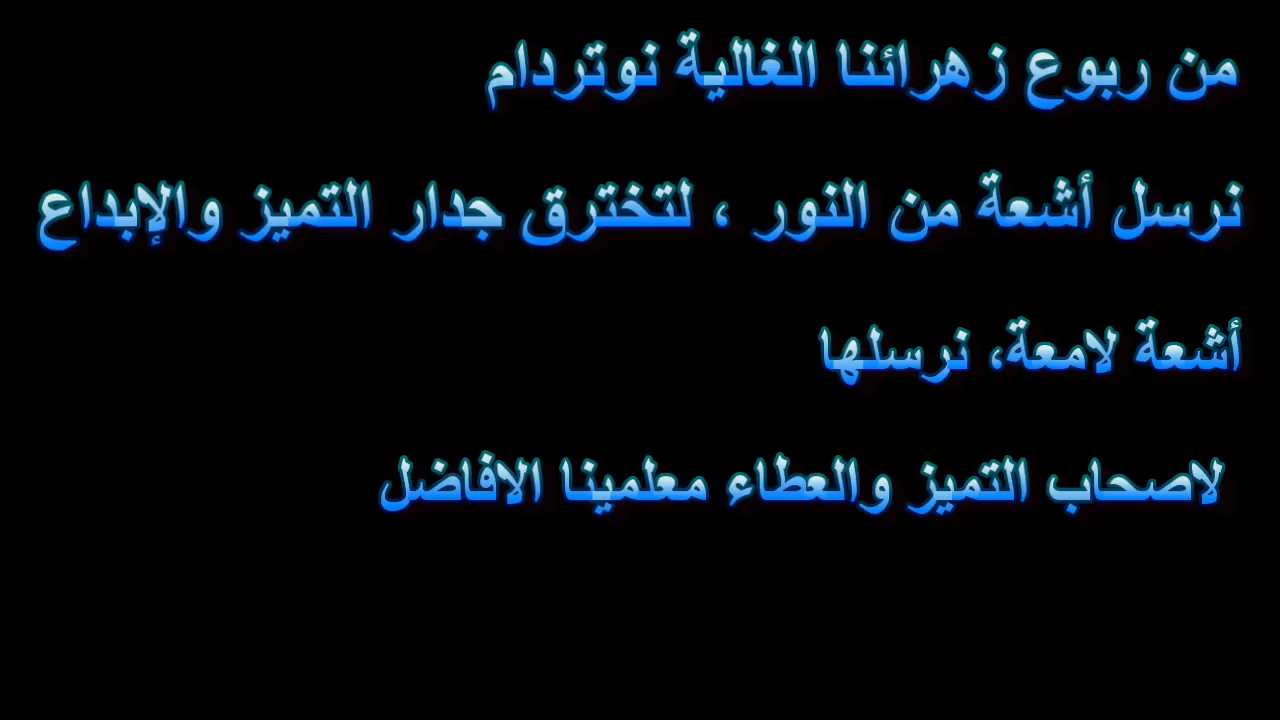 من ربوع زهرائنا الغالية نوتردام
نرسل أشعة من النور ، لتخترق جدار التميز والإبداع
أشعة لامعة، نرسلها
لاصحاب التميز والعطاء معلمينا الافاضل